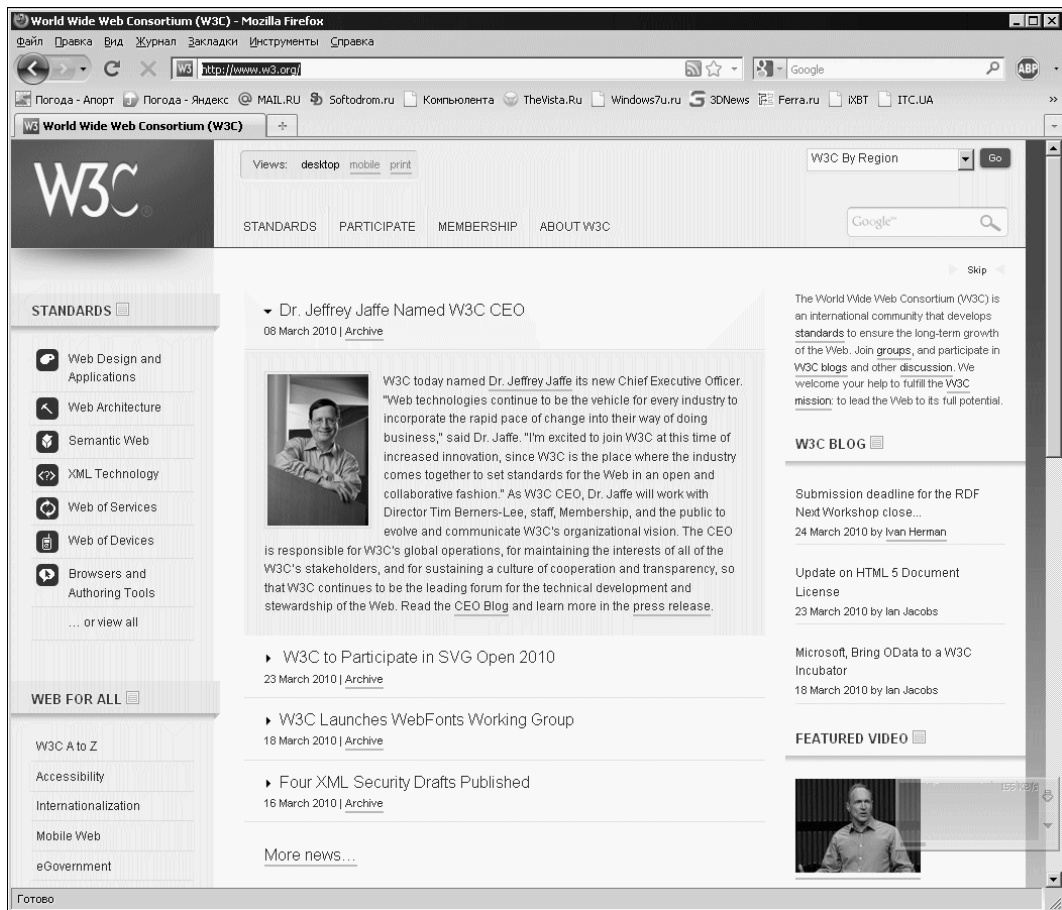 World Wide Web Consortium (W3C) - Mozilla Firefox
Файл Правка Вид Журнал Закладки Инструменты Справка
W3 http://www.w3.org/ Google ABP
Погода - Апорт Погода - Яндекс MAIL.RU Softodrom.ru Компьюлента TheVista.Ru Windows7u.ru 3DNews Ferra.ru iXBT ITC.UA »
W3 World Wide Web Consortium (W3C)
W3C®
Views: desktop mobile print
W3C By Region Go
STANDARDS PARTICIPATE MEMBERSHIP ABOUT W3C
Google™
Skip
STANDARDS
Web Design and
Applications
Web Architecture
Semantic Web
XML Technology
Web of Services
Web of Devices
Browsers and
Authoring Tools
... or view all
WEB FOR ALL
W3C A to Z
Accessibility
Internationalization
Mobile Web
eGovernment
Dr. Jeffrey Jaffe Named W3C CEO
08 March 2010 | Archive
W3C today named Dr. Jeffrey Jaffe its new Chief Executive Officer.
"Web technologies continue to be the vehicle for every industry to
incorporate the rapid pace of change into their way of doing
business," said Dr. Jaffe. "I'm excited to join W3C at this time of
increased innovation, since W3C is the place where the industry
comes together to set standards for the Web in an open and
collaborative fashion." As W3C CEO, Dr. Jaffe will work with
Director Tim Berners-Lee, staff, Membership, and the public to
evolve and communicate W3C's organizational vision. The CEO
is responsible for W3C's global operations, for maintaining the interests of all of the
W3C's stakeholders, and for sustaining a culture of cooperation and transparency, so
that W3C continues to be the leading forum for the technical development and
stewardship of the Web. Read the CEO Blog and learn more in the press release.
W3C to Participate in SVG Open 2010
23 March 2010 | Archive
W3C Launches WebFonts Working Group
18 March 2010 | Archive
Four XML Security Drafts Published
16 March 2010 | Archive
More news...
The World Wide Web Consortium (W3C) is
an international community that develops
standards to ensure the long-term growth
of the Web. Join groups, and participate in
W3C blogs and other discussion. We
welcome your help to fulfill the W3C
mission: to lead the Web to its full potential.
W3C BLOG
Submission deadline for the RDF
Next Workshop close...
24 March 2010 by Ivan Herman
Update on HTML 5 Document
License
23 March 2010 by Ian Jacobs
Microsoft, Bring OData to a W3C
Incubator
18 March 2010 by Ian Jacobs
FEATURED VIDEO
Готово